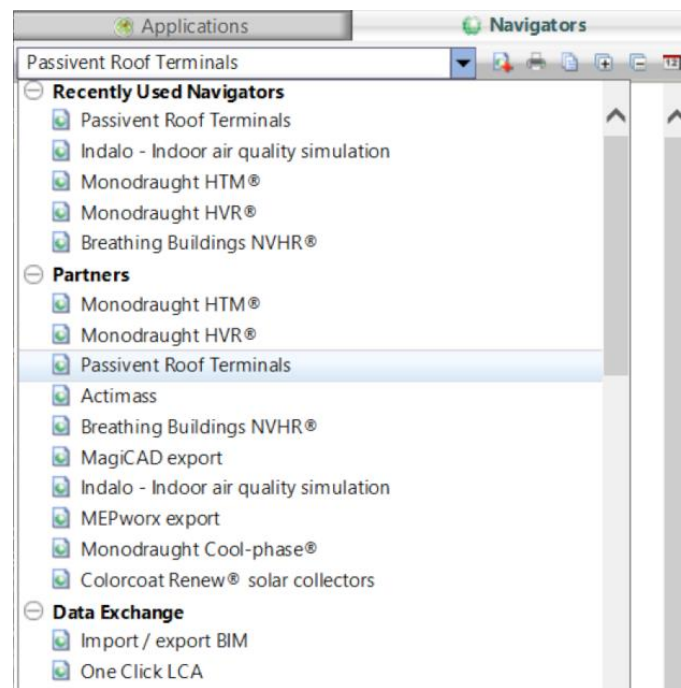 Applications
Navigators
Passivent Roof Terminals
12
Recently Used Navigators
Passivent Roof Terminals
Indalo - Indoor air quality simulation
Monodraught HTM®
Monodraught HVR®
Breathing Buildings NVHR®
Partners
Monodraught HTM®
Monodraught HVR®
Passivent Roof Terminals
Actimass
Breathing Buildings NVHR®
MagiCAD export
Indalo - Indoor air quality simulation
MEPworx export
Monodraught Cool-phase®
Colorcoat Renew® solar collectors
Data Exchange
Import / export BIM
One Click LCA